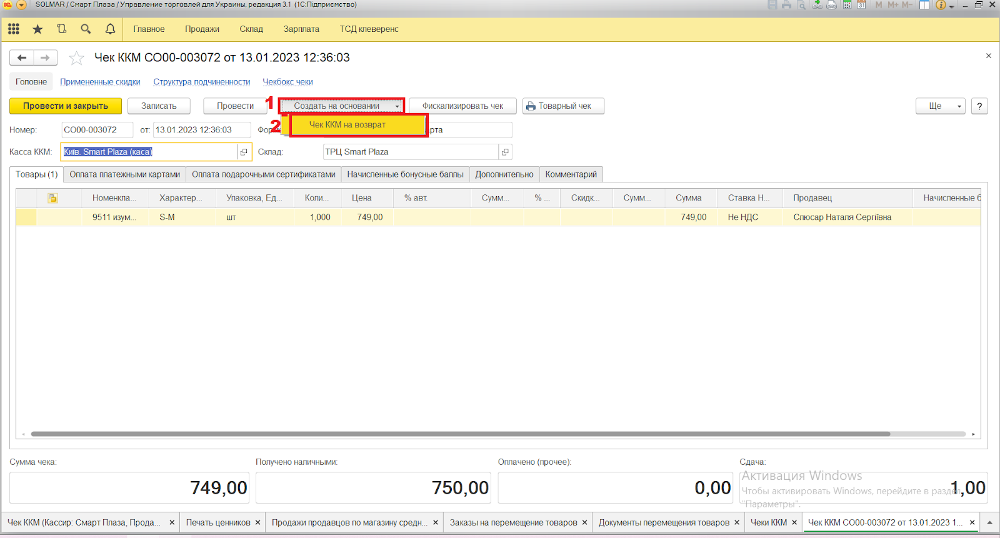 SOLMAR / Смарт Плаза / Управление торговлей для Украины, редакция 3.1 (1С:Підприємство)
M M+ M-
Главное Продажи Склад Зарплата ТСД клеверенс
Чек ККМ СО00-003072 от 13.01.2023 12:36:03
Головне Примененные скидки Структура подчиненности Чекбокс чеки
Провести и закрыть Записать Провести 1 Создать на основании Фискализировать чек Товарный чек Ще ?
2 Чек ККМ на возврат
Номер: СО00-003072 от: 13.01.2023 12:36:03
Касса ККМ: Київ. Smart Plaza (каса) Склад: ТРЦ Smart Plaza
Товары (1) Оплата платежными картами Оплата подарочными сертификатами Начисленные бонусные баллы Дополнительно Комментарий
Номенкла... Характер... Упаковка, Ед... Коли... Цена % авт. Сумм... % ... Скидк... Сумм... Сумма Ставка Н... Продавец Начисленные б
9511 изум... S-M шт 1,000 749,00 749,00 Не НДС Слюсар Наталя Сергіївна
Сумма чека: Получено наличными: Оплачено (прочее): Сдача:
749,00 750,00 0,00 1,00
Активация Windows
Чтобы активировать Windows, перейдите в раздел
"Параметры".
Чек ККМ (Кассир: Смарт Плаза, Прода... Печать ценников Продажи продавцов по магазину средн... Заказы на перемещение товаров Документы перемещения товаров Чеки ККМ Чек ККМ СО00-003072 от 13.01.2023 1...